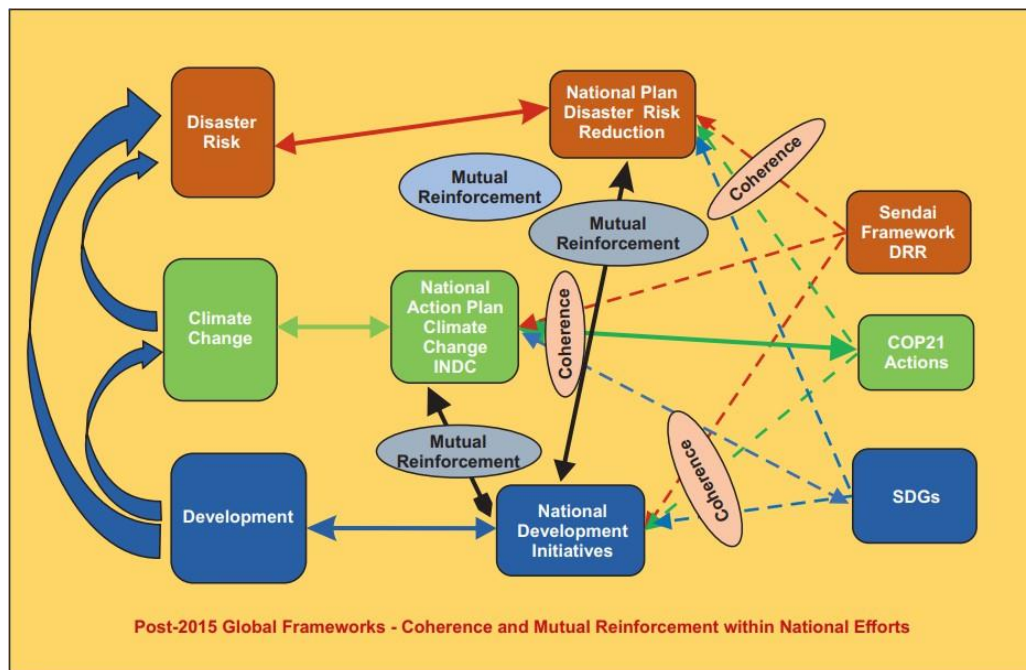 Disaster
Risk
National Plan
Disaster Risk
Reduction
Coherence
Mutual
Reinforcement
Mutual
Reinforcement
Sendai
Framework
DRR
Climate
Change
National
Action Plan
Climate
Change
INDC
Coherence
COP21
Actions
Mutual
Reinforcement
Coherence
Development
National
Development
Initiatives
SDGs
Post-2015 Global Frameworks - Coherence and Mutual Reinforcement within National Efforts